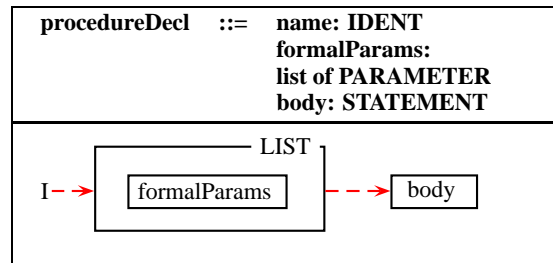 procedureDecl ::= name: IDENT
formalParams:
list of PARAMETER
body: STATEMENT
LIST
I formalParams body